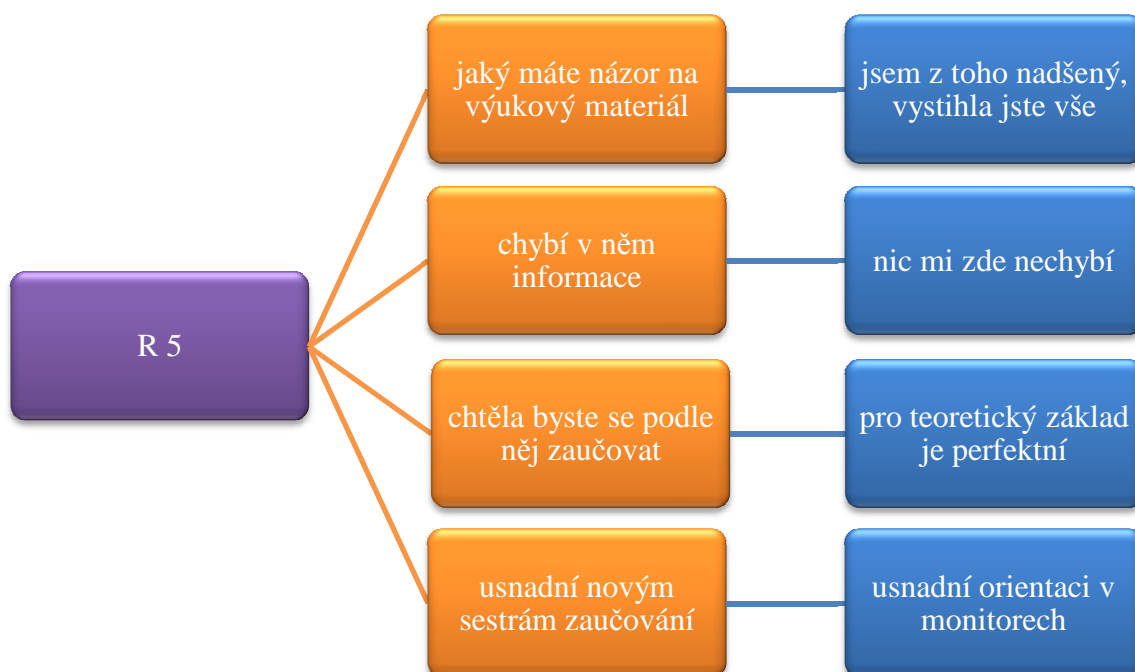 R 5
jaký máte názor na
výukový materiál
jsem z toho nadšený,
vystihla jste vše
chybí v něm
informace
nic mi zde nechybí
chtěla byste se podle
něj zaučovat
pro teoretický základ
je perfektní
usnadní novým
sestrám zaučování
usnadní orientaci v
monitorech